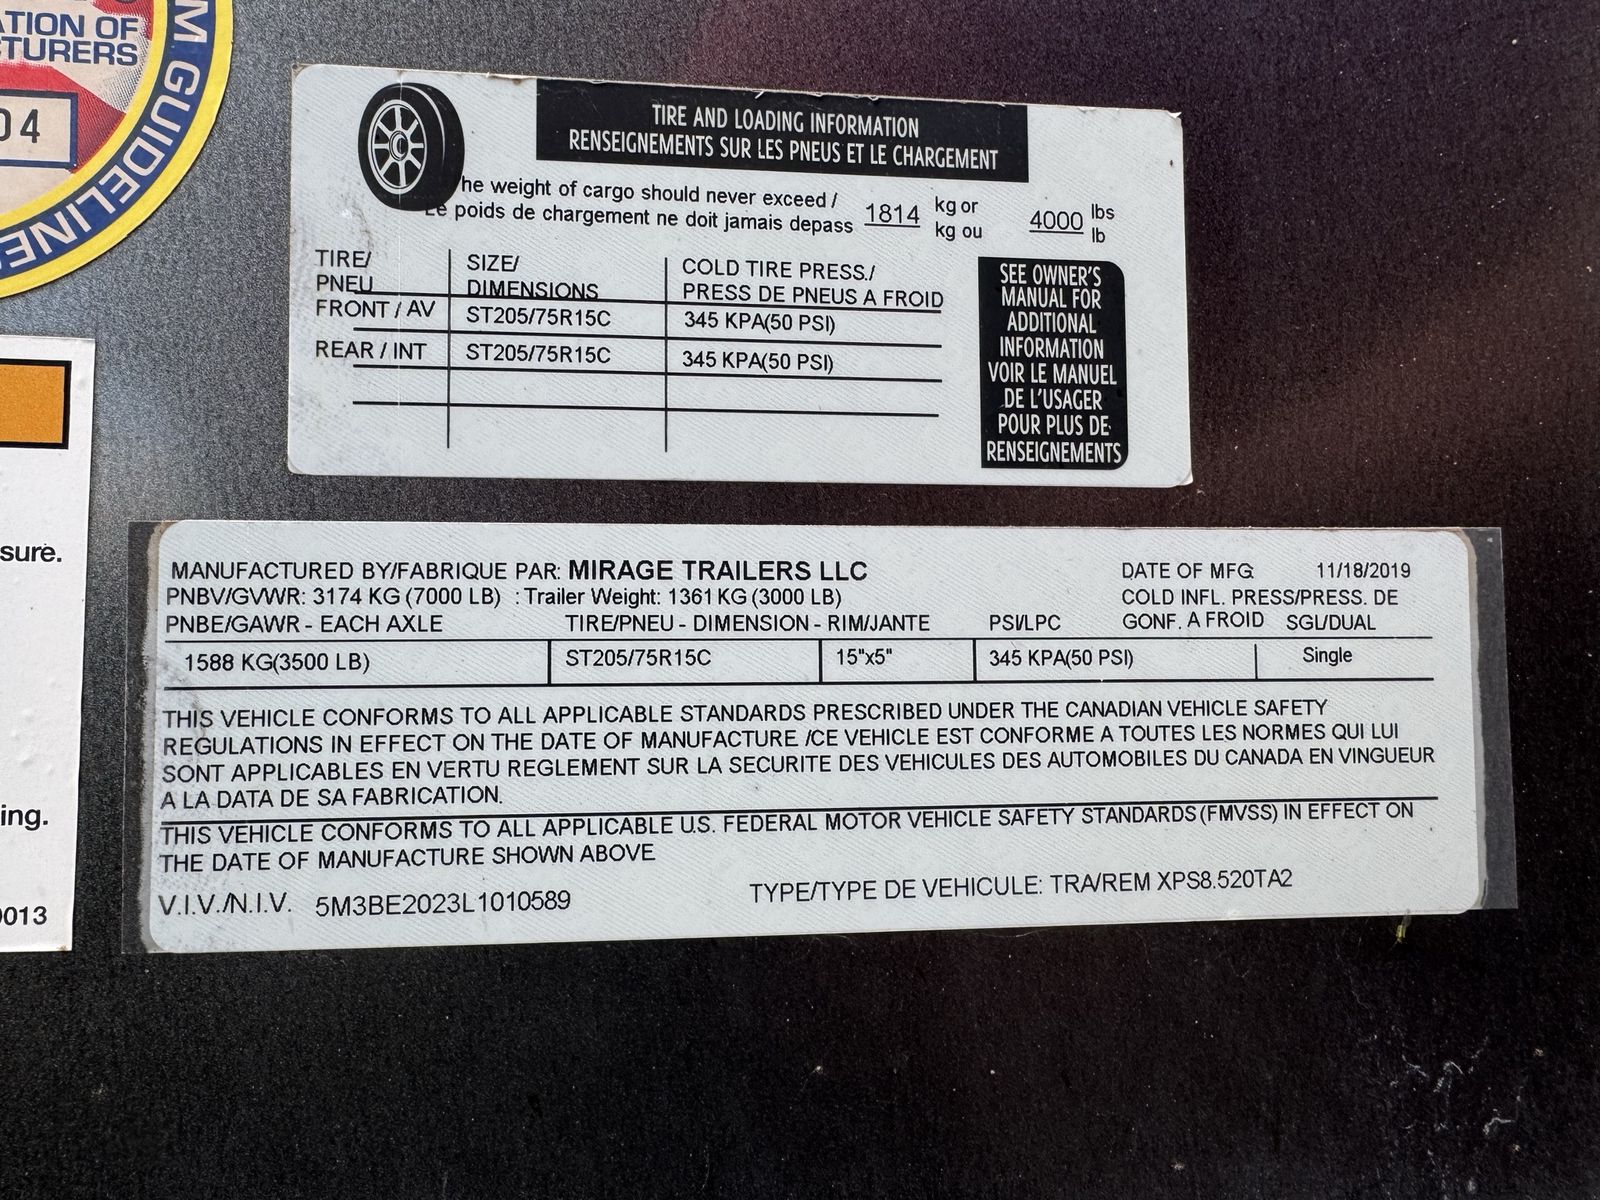 ATION OF
TURERS
04
M GUIDELINE
sure.
ing.
0013
TIRE AND LOADING INFORMATION
RENSEIGNEMENTS SUR LES PNEUS ET LE CHARGEMENT
he weight of cargo should never exceed /
Le poids de chargement ne doit jamais depass 1814 kg or kg ou 4000 lbs lb
TIRE/ PNEU SIZE/ DIMENSIONS COLD TIRE PRESS./ PRESS DE PNEUS A FROID
FRONT / AV ST205/75R15C 345 KPA(50 PSI)
REAR / INT ST205/75R15C 345 KPA(50 PSI)
SEE OWNER'S
MANUAL FOR
ADDITIONAL
INFORMATION
VOIR LE MANUEL
DE L'USAGER
POUR PLUS DE
RENSEIGNEMENTS
MANUFACTURED BY/FABRIQUE PAR: MIRAGE TRAILERS LLC DATE OF MFG 11/18/2019
PNBV/GVWR: 3174 KG (7000 LB) : Trailer Weight: 1361 KG (3000 LB) COLD INFL. PRESS/PRESS. DE
PNBE/GAWR - EACH AXLE TIRE/PNEU - DIMENSION - RIM/JANTE PSI/LPC GONF. A FROID SGL/DUAL
1588 KG(3500 LB) ST205/75R15C 15"x5" 345 KPA(50 PSI) Single
THIS VEHICLE CONFORMS TO ALL APPLICABLE STANDARDS PRESCRIBED UNDER THE CANADIAN VEHICLE SAFETY
REGULATIONS IN EFFECT ON THE DATE OF MANUFACTURE /CE VEHICLE EST CONFORME A TOUTES LES NORMES QUI LUI
SONT APPLICABLES EN VERTU REGLEMENT SUR LA SECURITE DES VEHICULES DES AUTOMOBILES DU CANADA EN VINGUEUR
A LA DATA DE SA FABRICATION.
THIS VEHICLE CONFORMS TO ALL APPLICABLE U.S. FEDERAL MOTOR VEHICLE SAFETY STANDARDS (FMVSS) IN EFFECT ON
THE DATE OF MANUFACTURE SHOWN ABOVE
V.I.V./N.I.V. 5M3BE2023L1010589 TYPE/TYPE DE VEHICULE: TRA/REM XPS8.520TA2